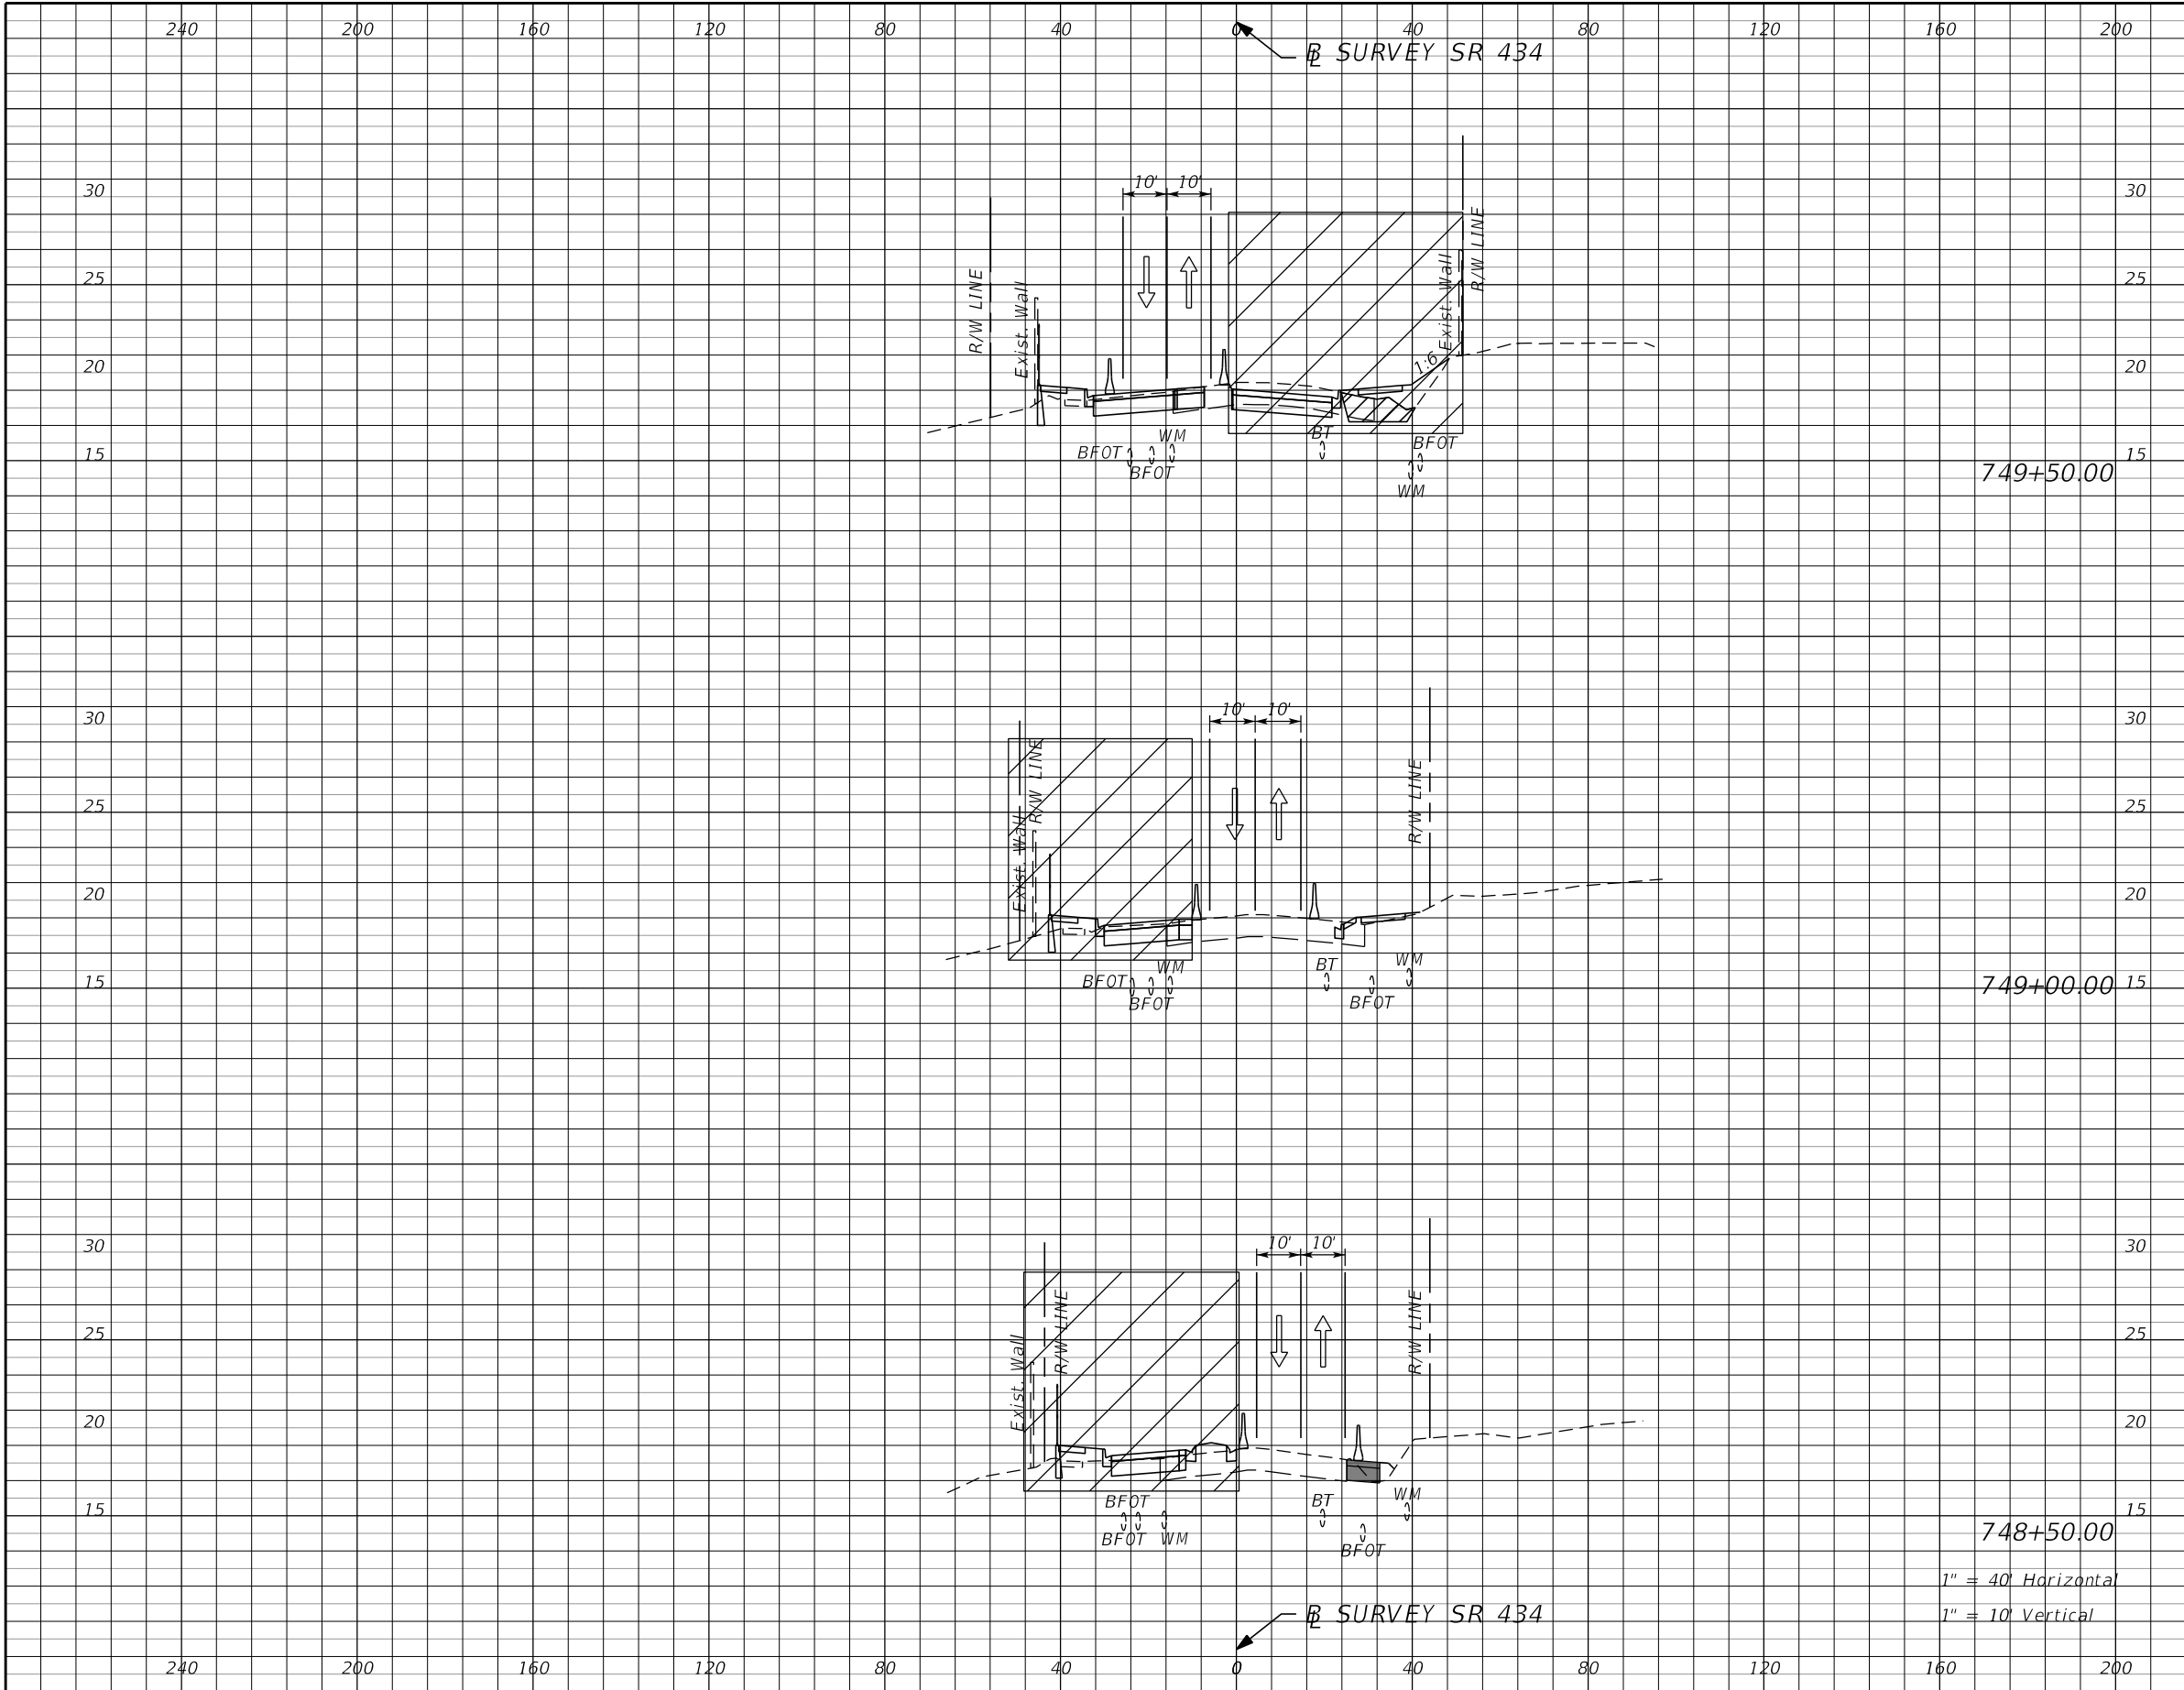 240 200 160 120 80 40 0 40 80 120 160 200
BL SURVEY SR 434
30 10' 10' 30
R/W LINE
25 R/W LINE Exist. Wall Exist. Wall 25
20 1:6 20
15 BFOT BFOT WM BT BFOT WM 15
749+50.00
30 10' 10' 30
R/W LINE R/W LINE
25 Exist. Wall 25
20 20
15 BFOT BFOT WM BT BFOT WM 15
749+00.00
30 10' 10' 30
R/W LINE R/W LINE
25 Exist. Wall 25
20 20
15 BFOT BFOT WM BT BFOT WM 15
748+50.00
1" = 40' Horizontal
1" = 10' Vertical
BL SURVEY SR 434
240 200 160 120 80 40 0 40 80 120 160 200